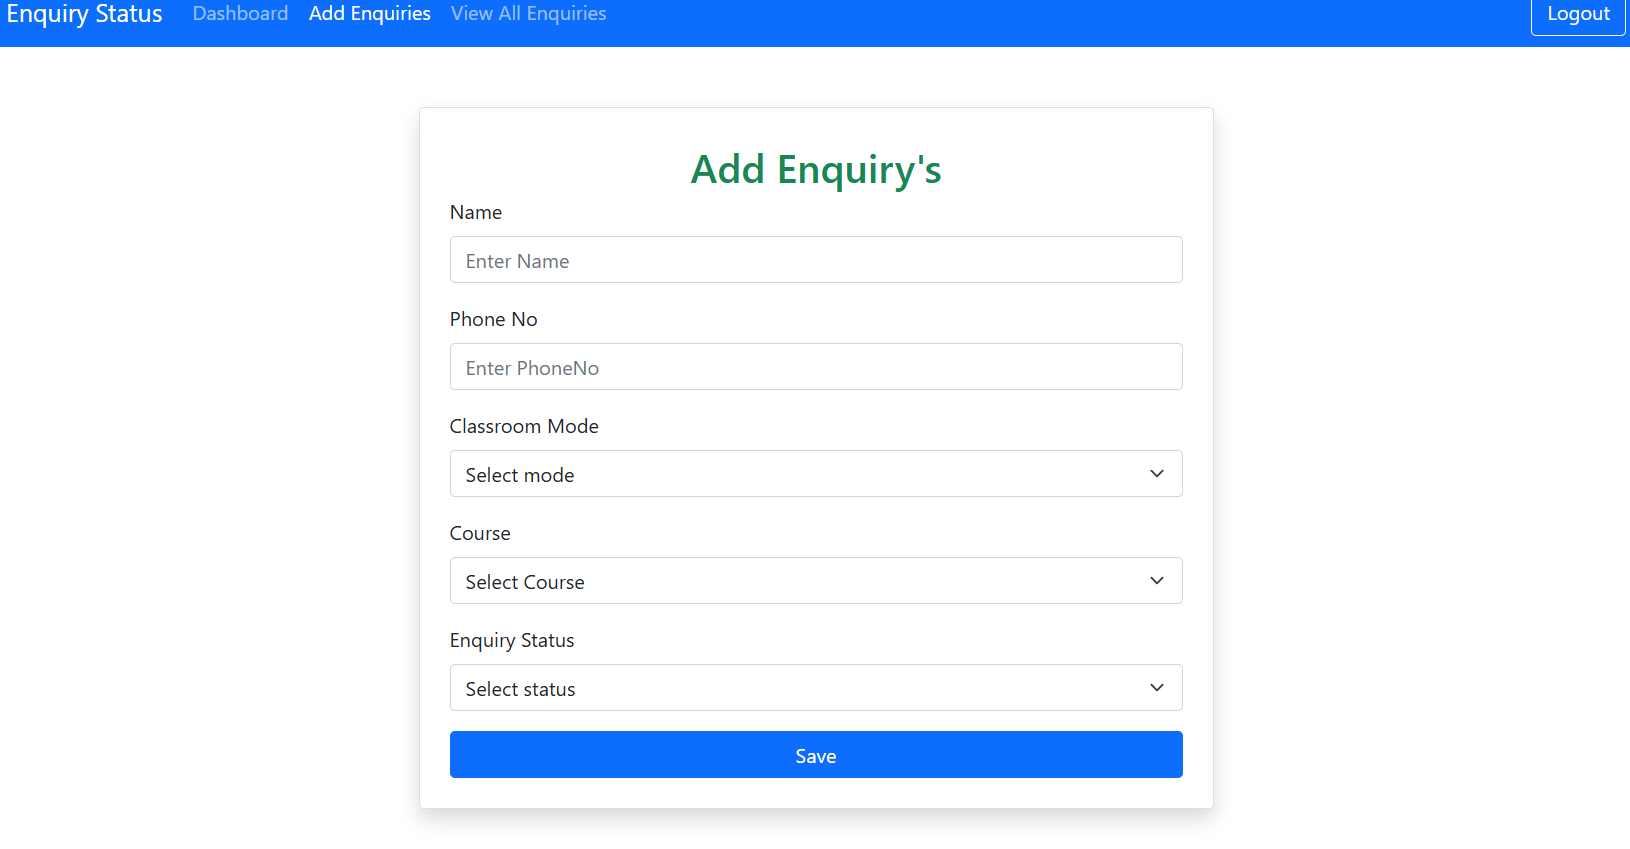 Enquiry Status Dashboard Add Enquiries View All Enquiries Logout
Add Enquiry's
Name
Enter Name
Phone No
Enter PhoneNo
Classroom Mode
Select mode
Course
Select Course
Enquiry Status
Select status
Save